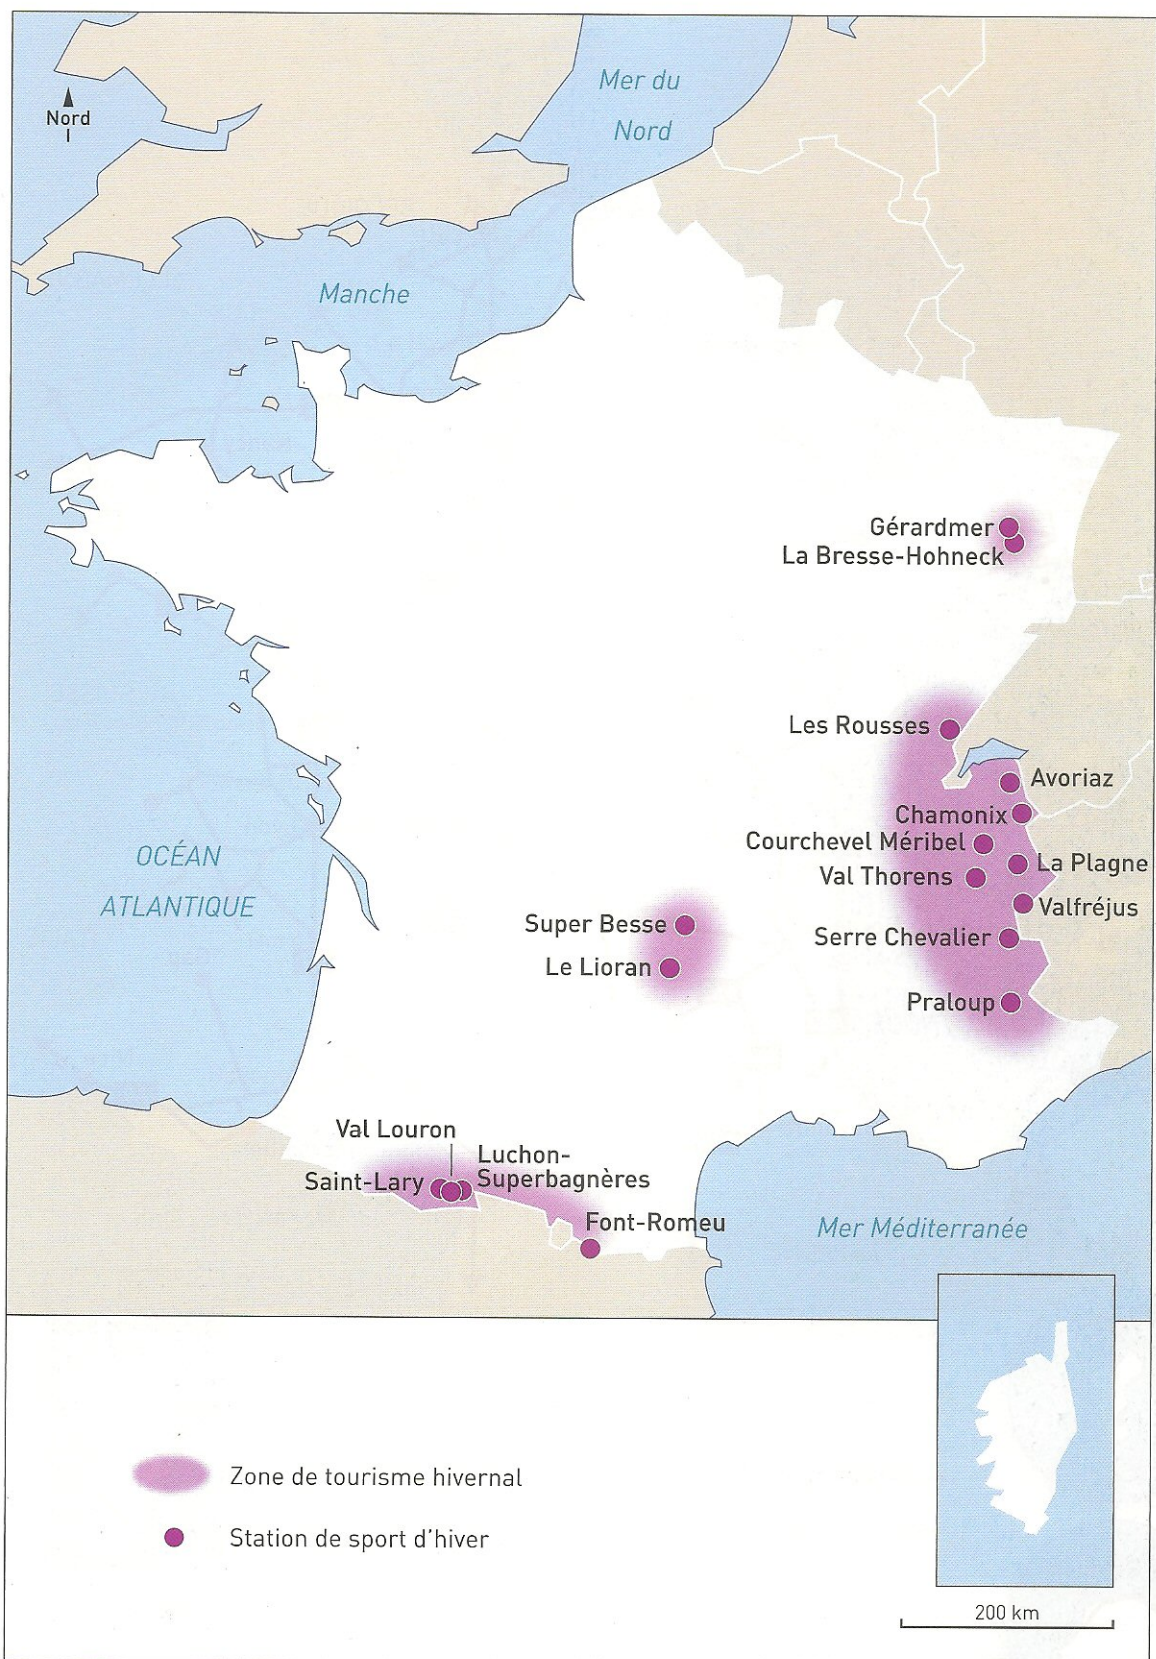 Mer du
Nord
Nord
Manche
Gérardmer
La Bresse-Hohneck
Les Rousses
Avoriaz
Chamonix
Courchevel Méribel
La Plagne
Val Thorens
OCÉAN
ATLANTIQUE
Valfréjus
Super Besse
Serre Chevalier
Le Lioran
Praloup
Val Louron
Luchon-
Superbagnères
Saint-Lary
Font-Romeu
Mer Méditerranée
Zone de tourisme hivernal
Station de sport d'hiver
200 km